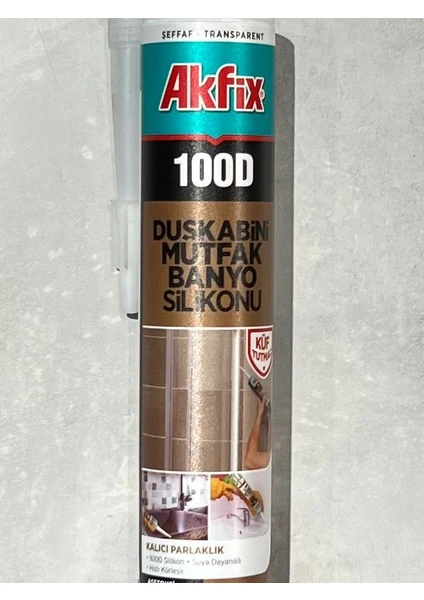 ŞEFFAF - TRANSPARENT
Akfix
100D
DUŞKABİNİ
MUTFAK
BANYO
SİLİKONU
KÜF
TUTMAZ
KALICI PARLAKLIK
• %100 Silikon • Suya Dayanıklı
• Hızlı Kürleşir